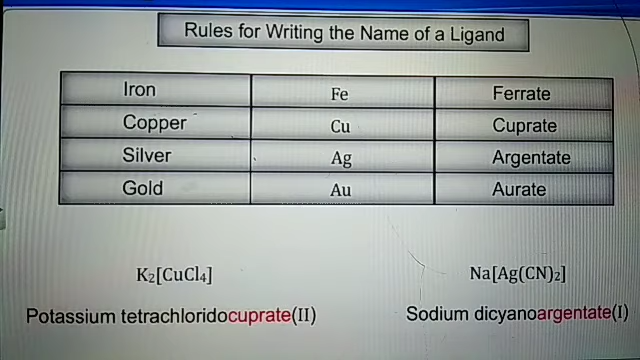 Rules for Writing the Name of a Ligand
Iron Fe Ferrate
Copper Cu Cuprate
Silver Ag Argentate
Gold Au Aurate
K₂[CuCl₄] Na[Ag(CN)₂]
Potassium tetrachloridocuprate(II) Sodium dicyanoargentate(I)